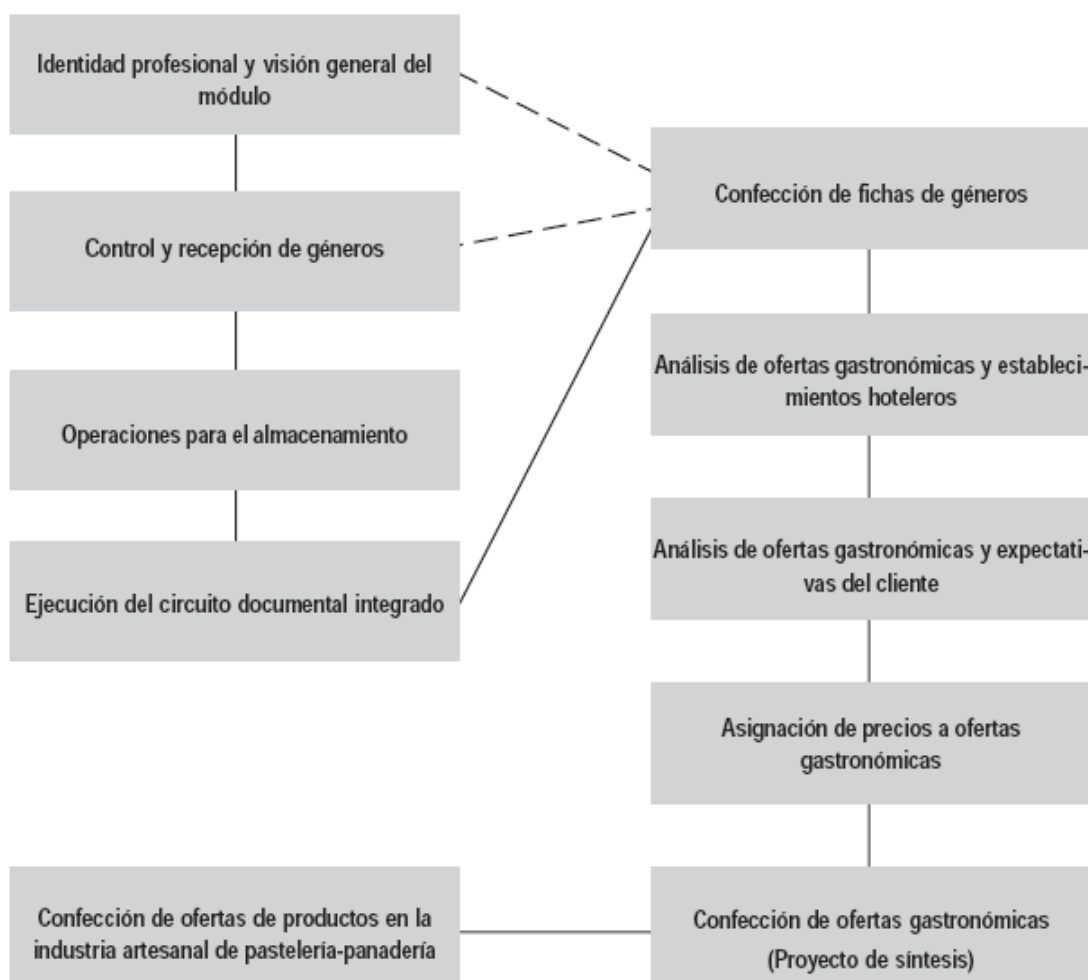 Identidad profesional y visión general del
módulo
Control y recepción de géneros
Operaciones para el almacenamiento
Ejecución del circuito documental integrado
Confección de fichas de géneros
Análisis de ofertas gastronómicas y estableci-
mientos hoteleros
Análisis de ofertas gastronómicas y expectati-
vas del cliente
Asignación de precios a ofertas
gastronómicas
Confección de ofertas gastronómicas
(Proyecto de síntesis)
Confección de ofertas de productos en la
industria artesanal de pastelería-panadería